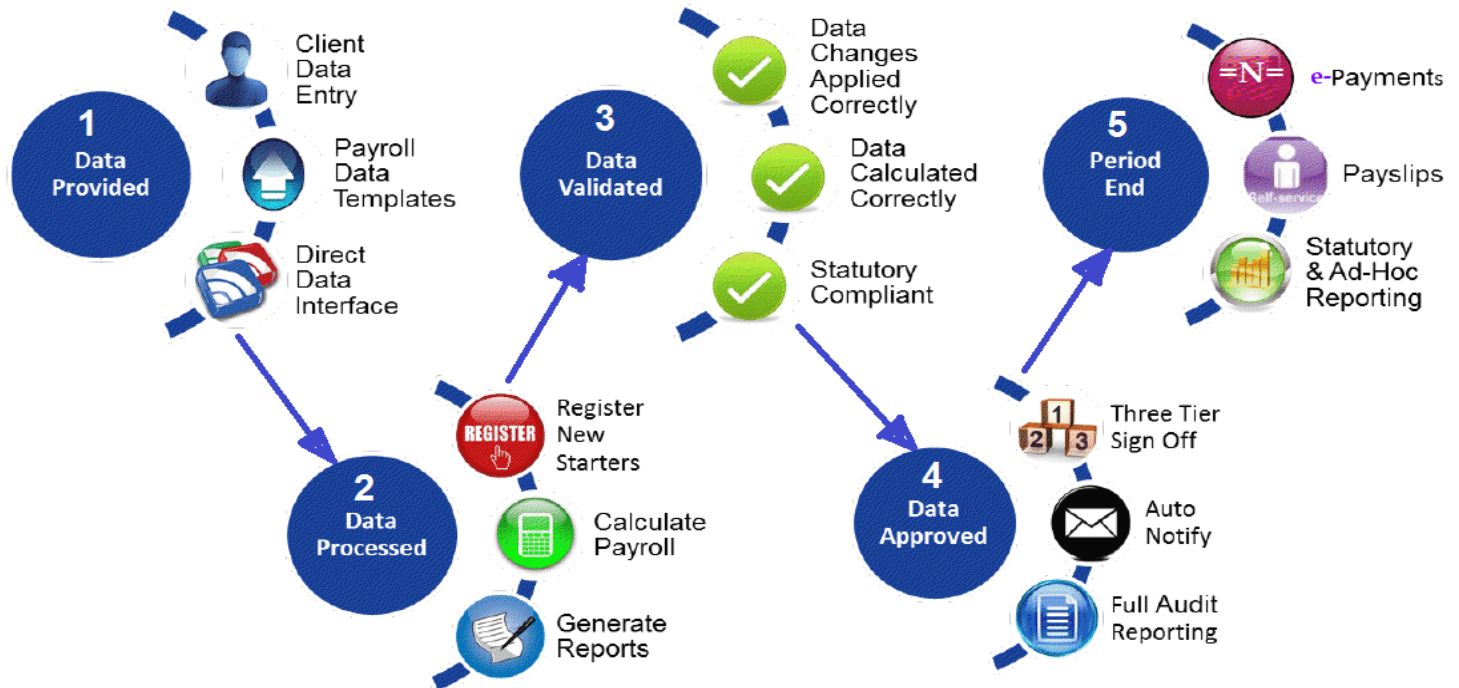 1
Data
Provided
Client
Data
Entry
Payroll
Data
Templates
Direct
Data
Interface
2
Data
Processed
REGISTER
Register
New
Starters
Calculate
Payroll
Generate
Reports
3
Data
Validated
Data
Changes
Applied
Correctly
Data
Calculated
Correctly
Statutory
Compliant
4
Data
Approved
1
2 3
Three Tier
Sign Off
Auto
Notify
Full Audit
Reporting
5
Period
End
=N=
e-Payments
Self-service
Payslips
Statutory
& Ad-Hoc
Reporting